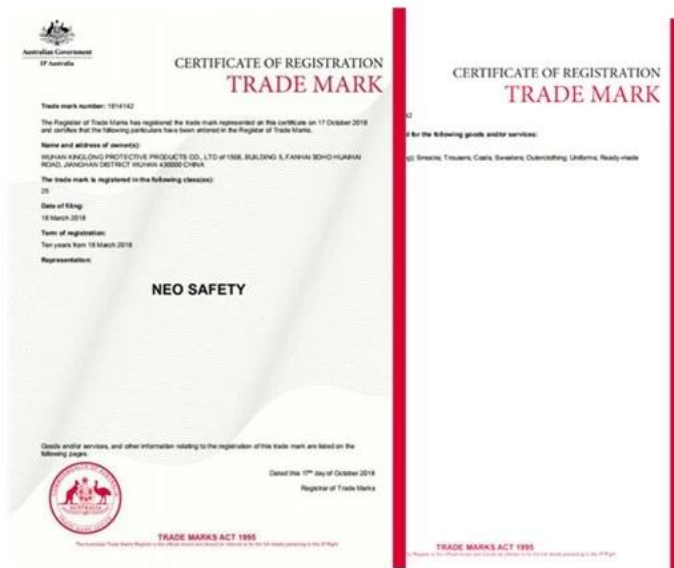 Australian Government
IP Australia
CERTIFICATE OF REGISTRATION
TRADE MARK
Trade mark number: 1914142
The Register of Trade Marks has registered the trade mark represented on this certificate on 17 October 2018
and certifies that the following particulars have been entered in the Register of Trade Marks.
Name and address of owner(s):
WUHAN KINGLONG PROTECTIVE PRODUCTS CO., LTD of 1508, BUILDING 5, FANHAI SOHO HUAIHAI
ROAD, JIANGHAN DISTRICT WUHAN 430000 CHINA
The trade mark is registered in the following class(es):
25
Date of filing:
18 March 2018
Term of registration:
Ten years from 18 March 2018
Representation:
NEO SAFETY
Goods and/or services, and other information relating to the registration of this trade mark are listed on the
following pages.
Dated this 17th day of October 2018
Registrar of Trade Marks
AUSTRALIA
TRADE MARKS ACT 1995
CERTIFICATE OF REGISTRATION
TRADE MARK
for the following goods and/or services:
Smocks; Trousers; Coats; Sweaters; Outerclothing; Uniforms; Ready-made
TRADE MARKS ACT 1995